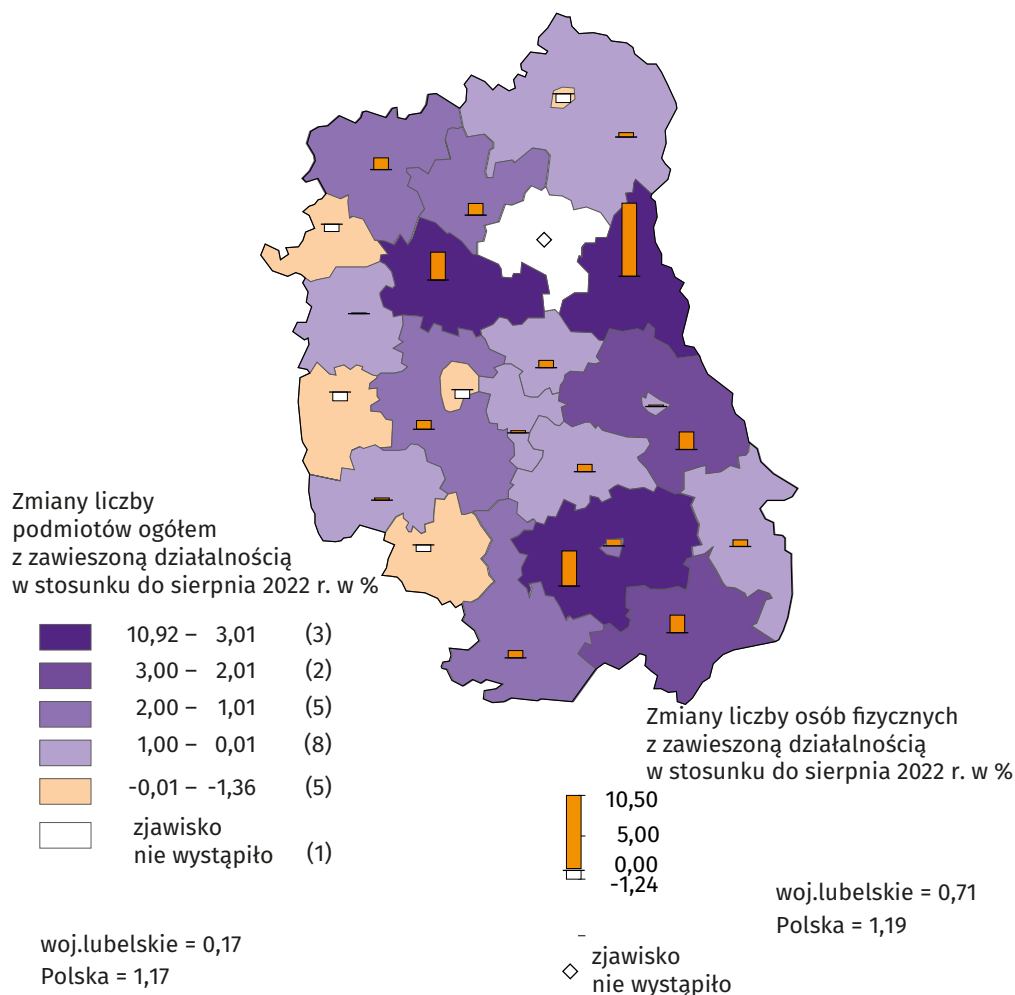 Zmiany liczby
podmiotów ogółem
z zawieszoną działalnością
w stosunku do sierpnia 2022 r. w %
10,92 – 3,01 (3)
3,00 – 2,01 (2)
2,00 – 1,01 (5)
1,00 – 0,01 (8)
-0,01 – -1,36 (5)
zjawisko
nie wystąpiło (1)
woj.lubelskie = 0,17
Polska = 1,17
Zmiany liczby osób fizycznych
z zawieszoną działalnością
w stosunku do sierpnia 2022 r. w %
10,50
5,00
0,00
-1,24
woj.lubelskie = 0,71
Polska = 1,19
zjawisko
nie wystąpiło